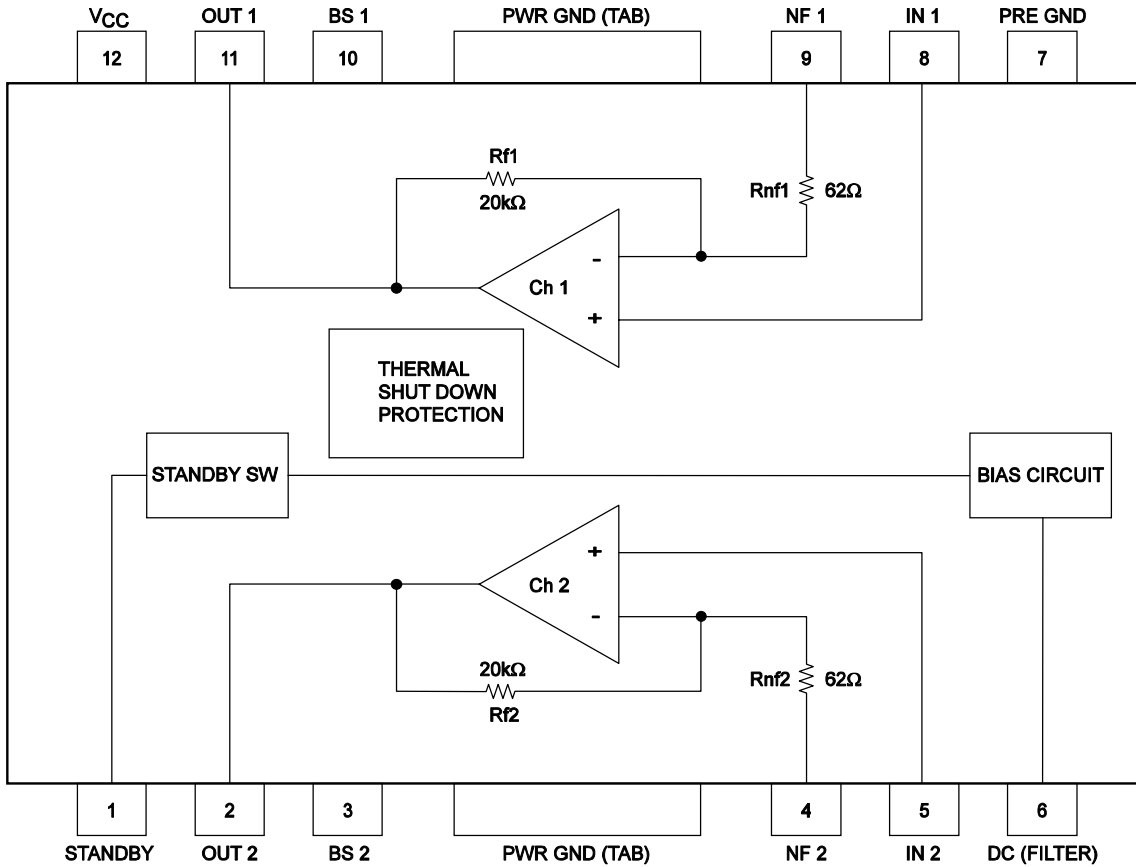 VCC OUT 1 BS 1 PWR GND (TAB) NF 1 IN 1 PRE GND
12 11 10 9 8 7
Rf1
20kΩ
Rnf1 62Ω
-
Ch 1
+
THERMAL
SHUT DOWN
PROTECTION
STANDBY SW
BIAS CIRCUIT
+
Ch 2
-
20kΩ
Rf2
Rnf2 62Ω
1 2 3 4 5 6
STANDBY OUT 2 BS 2 PWR GND (TAB) NF 2 IN 2 DC (FILTER)